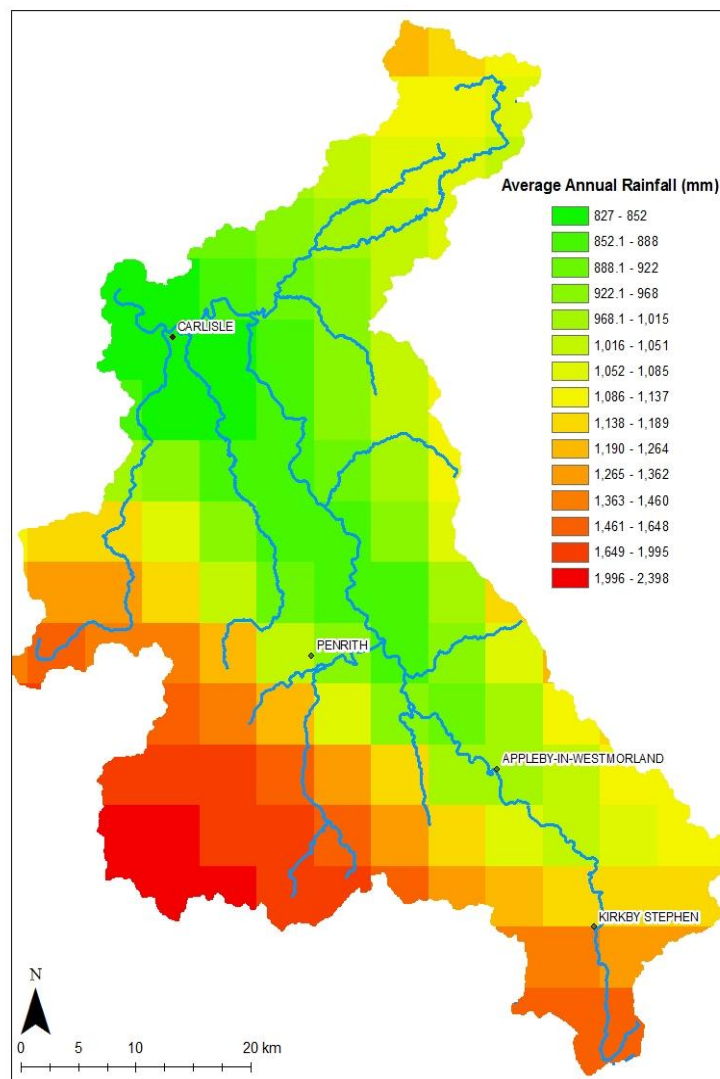 Average Annual Rainfall (mm)
827 - 852
852.1 - 888
888.1 - 922
922.1 - 968
968.1 - 1,015
1,016 - 1,051
1,052 - 1,085
1,086 - 1,137
1,138 - 1,189
1,190 - 1,264
1,265 - 1,362
1,363 - 1,460
1,461 - 1,648
1,649 - 1,995
1,996 - 2,398
CARLISLE
PENRITH
APPLEBY-IN-WESTMORLAND
KIRKBY STEPHEN
N
0 5 10 20 km